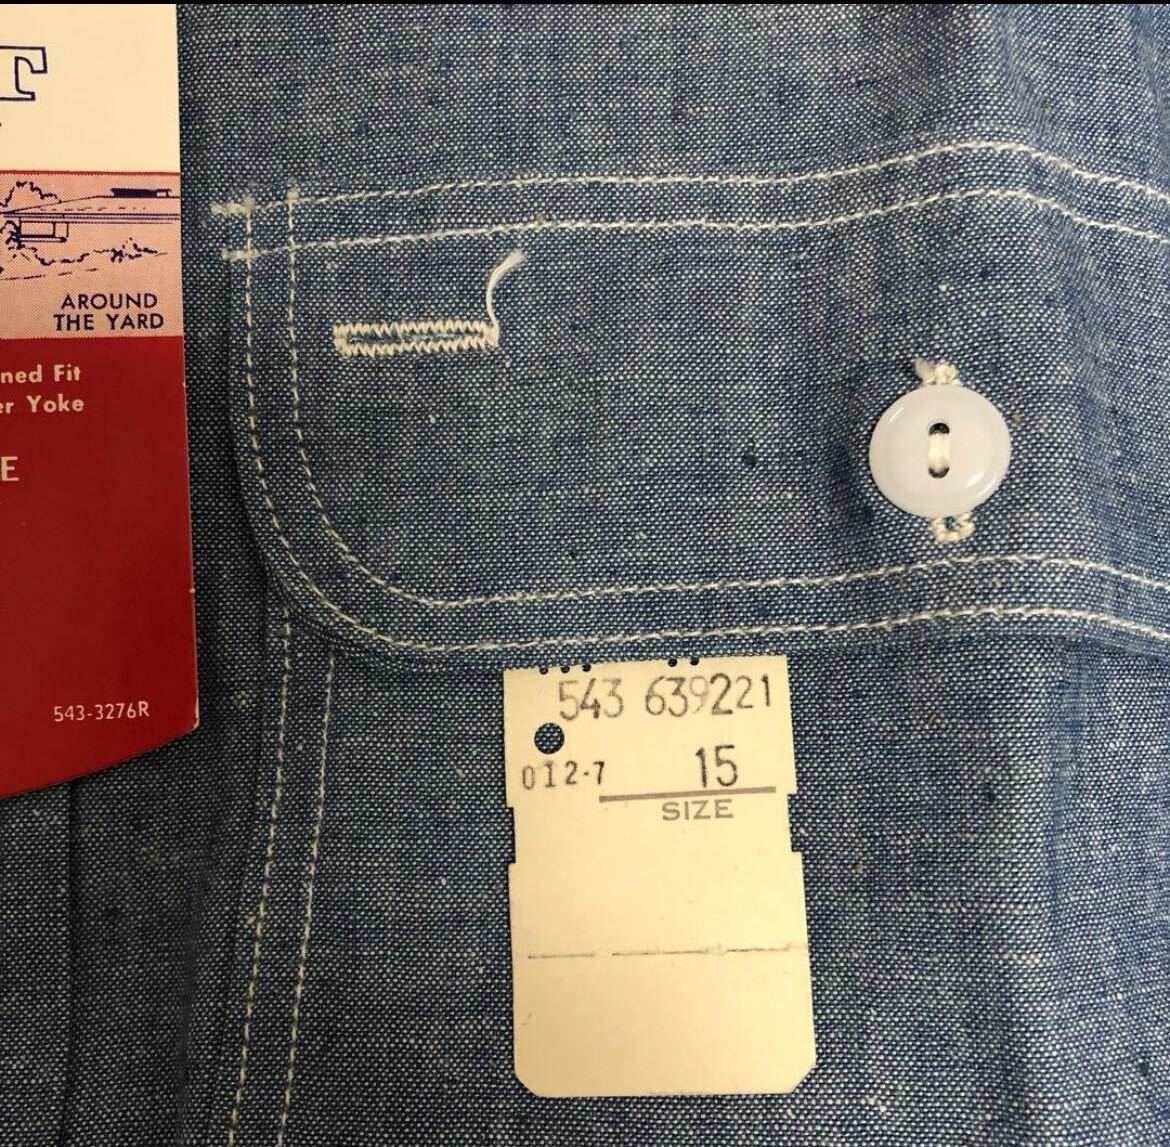 T
AROUND
THE YARD
ned Fit
er Yoke
E
543-3276R
543 639221
012-7 15
SIZE